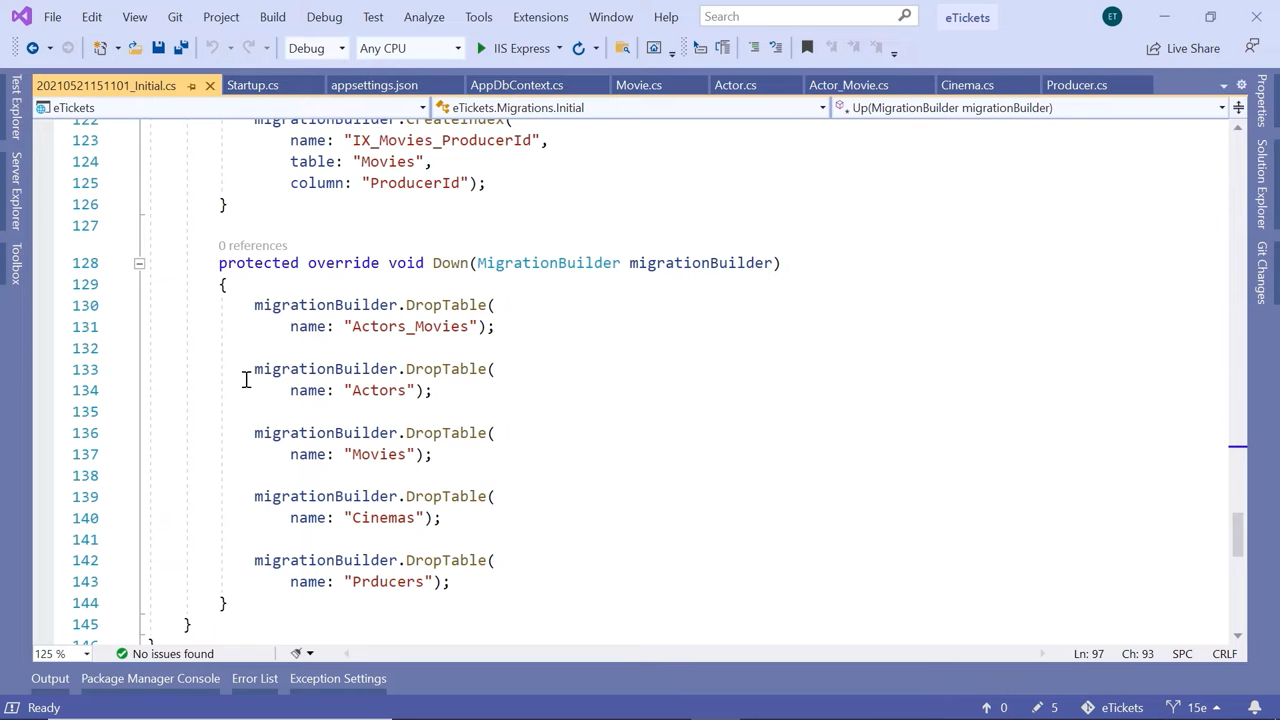 File Edit View Git Project Build Debug Test Analyze Tools Extensions Window Help Search eTickets ET
Debug Any CPU IIS Express Live Share
20210521151101_Initial.cs Startup.cs appsettings.json AppDbContext.cs Movie.cs Actor.cs Actor_Movie.cs Cinema.cs Producer.cs
eTickets eTickets.Migrations.Initial Up(MigrationBuilder migrationBuilder)
Test Explorer
Server Explorer
Toolbox
Properties
Solution Explorer
Git Changes
122 migrationBuilder.CreateIndex(
123 name: "IX_Movies_ProducerId",
124 table: "Movies",
125 column: "ProducerId");
126 }
127
0 references
128 protected override void Down(MigrationBuilder migrationBuilder)
129 {
130 migrationBuilder.DropTable(
131 name: "Actors_Movies");
132
133 migrationBuilder.DropTable(
134 name: "Actors");
135
136 migrationBuilder.DropTable(
137 name: "Movies");
138
139 migrationBuilder.DropTable(
140 name: "Cinemas");
141
142 migrationBuilder.DropTable(
143 name: "Prducers");
144 }
145 }
146 }
125 % No issues found Ln: 97 Ch: 93 SPC CRLF
Output Package Manager Console Error List Exception Settings
Ready 0 5 eTickets 15e